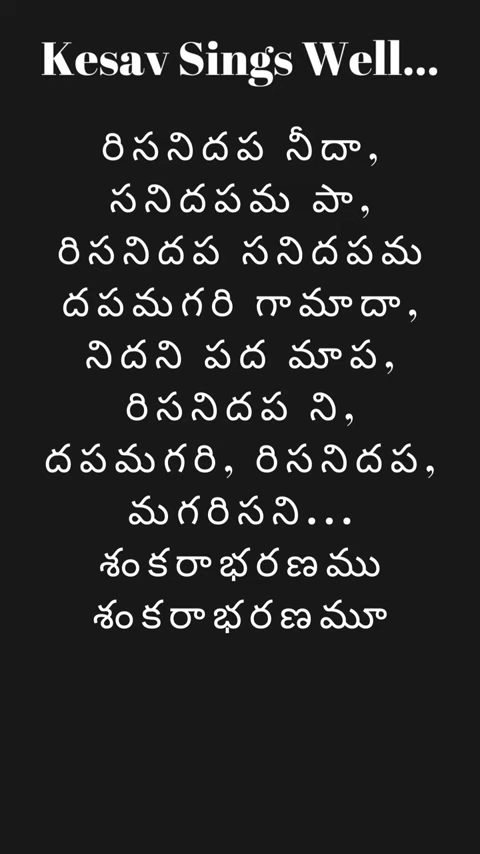 Kesav Sings Well...
రిసనిదప నీదా,
సనిదపమ పా,
రిసనిదప సనిదపమ
దపమగరి గామాదా,
నిదని పద మాప,
రిసనిదప ని,
దపమగరి, రిసనిదప,
మగరిసని...
శంకరాభరణము
శంకరాభరణమూ